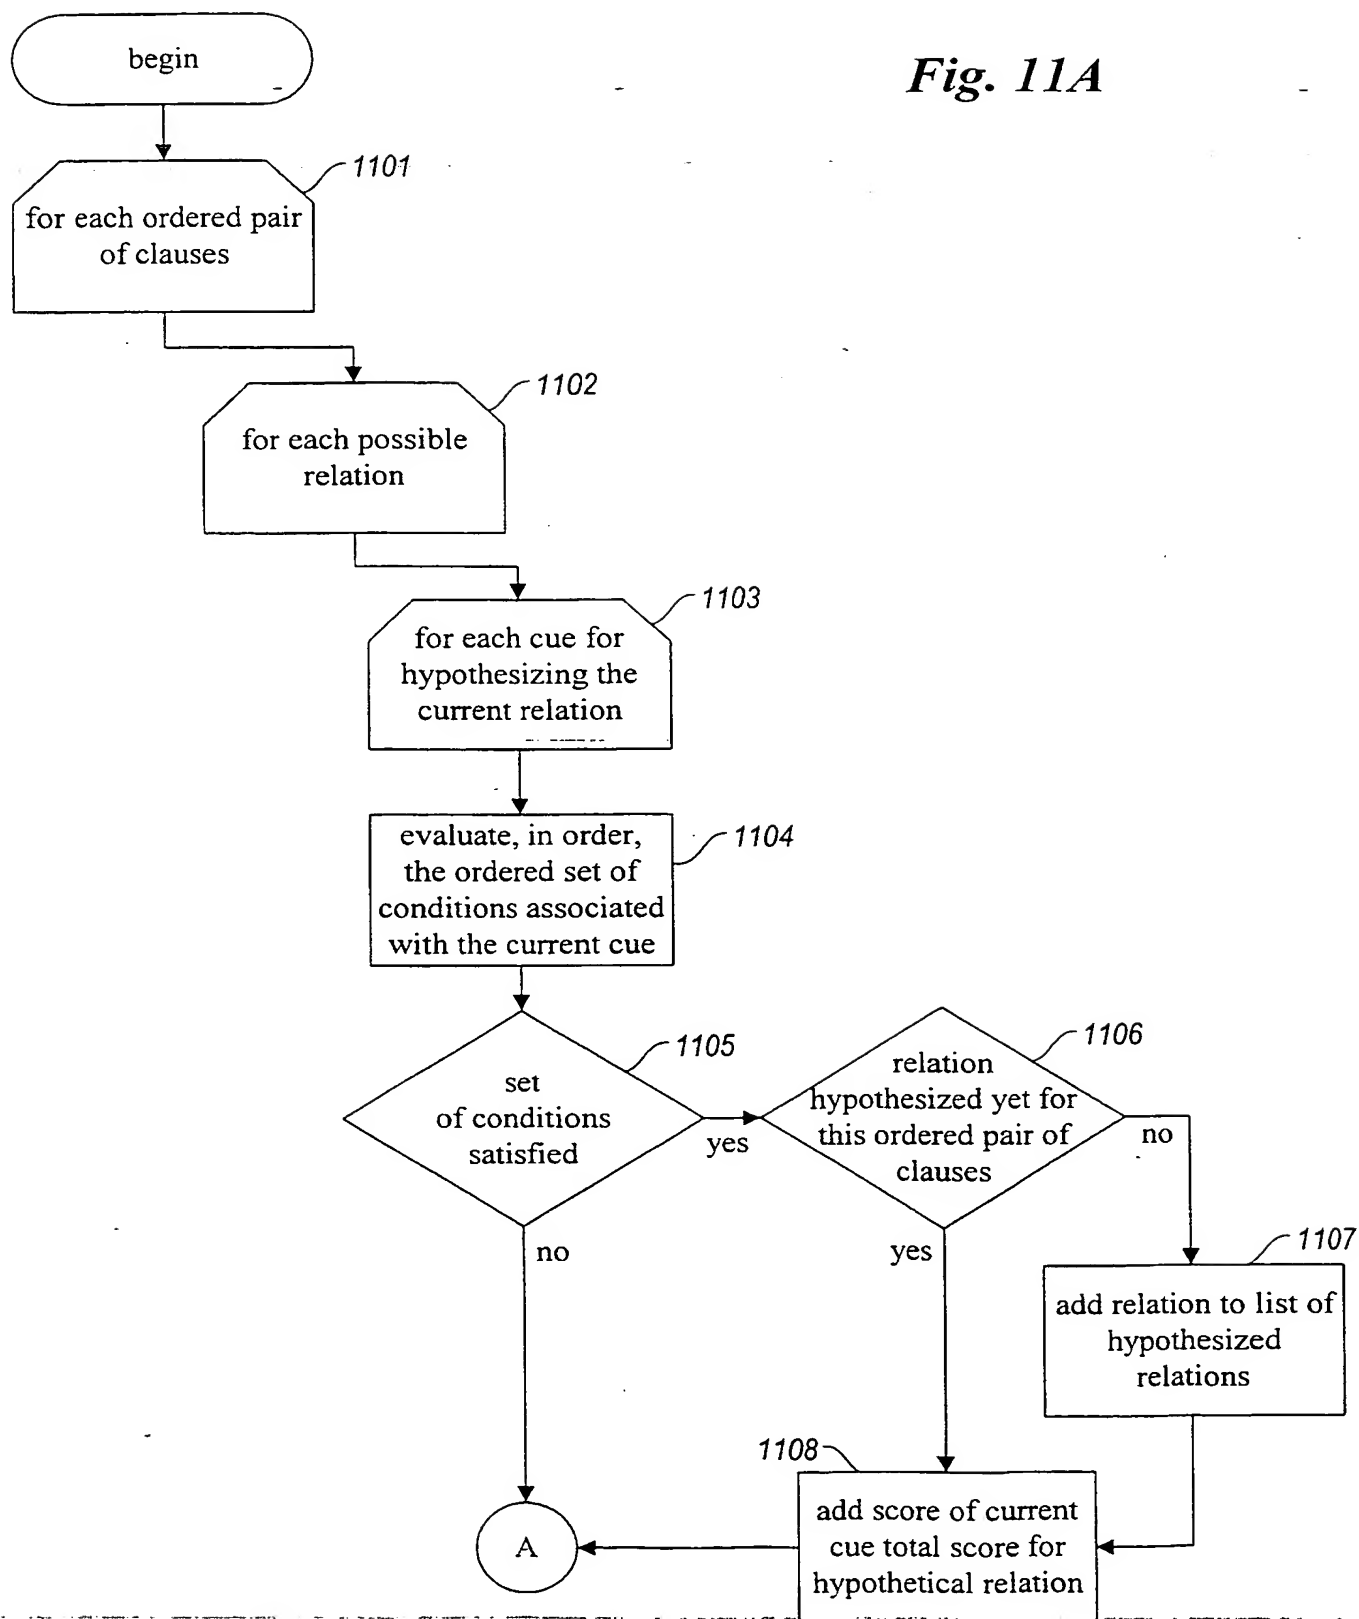 begin
Fig. 11A
1101
for each ordered pair
of clauses
1102
for each possible
relation
1103
for each cue for
hypothesizing the
current relation
1104
evaluate, in order,
the ordered set of
conditions associated
with the current cue
1105
set
of conditions
satisfied
yes
no
1106
relation
hypothesized yet for
this ordered pair of
clauses
no
yes
1107
add relation to list of
hypothesized
relations
1108
add score of current
cue total score for
hypothetical relation
A